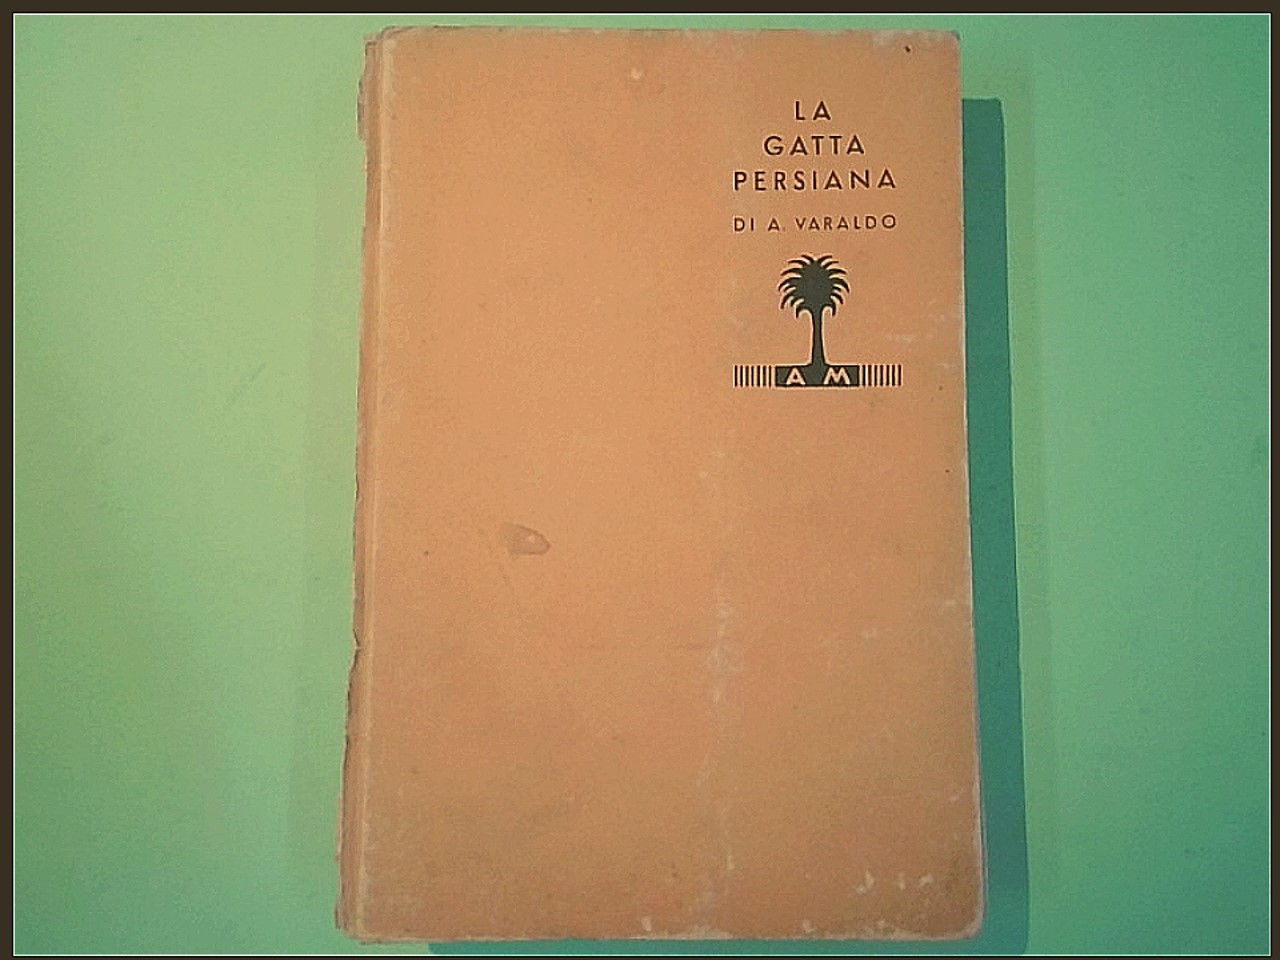 LA
GATTA
PERSIANA
DI A. VARALDO
A M